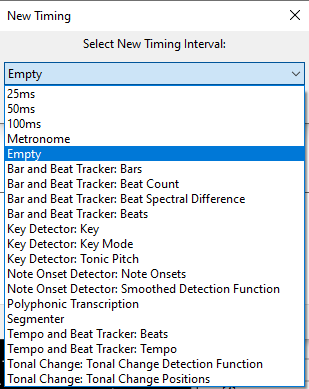 New Timing
Select New Timing Interval:
Empty
25ms
50ms
100ms
Metronome
Empty
Bar and Beat Tracker: Bars
Bar and Beat Tracker: Beat Count
Bar and Beat Tracker: Beat Spectral Difference
Bar and Beat Tracker: Beats
Key Detector: Key
Key Detector: Key Mode
Key Detector: Tonic Pitch
Note Onset Detector: Note Onsets
Note Onset Detector: Smoothed Detection Function
Polyphonic Transcription
Segmenter
Tempo and Beat Tracker: Beats
Tempo and Beat Tracker: Tempo
Tonal Change: Tonal Change Detection Function
Tonal Change: Tonal Change Positions